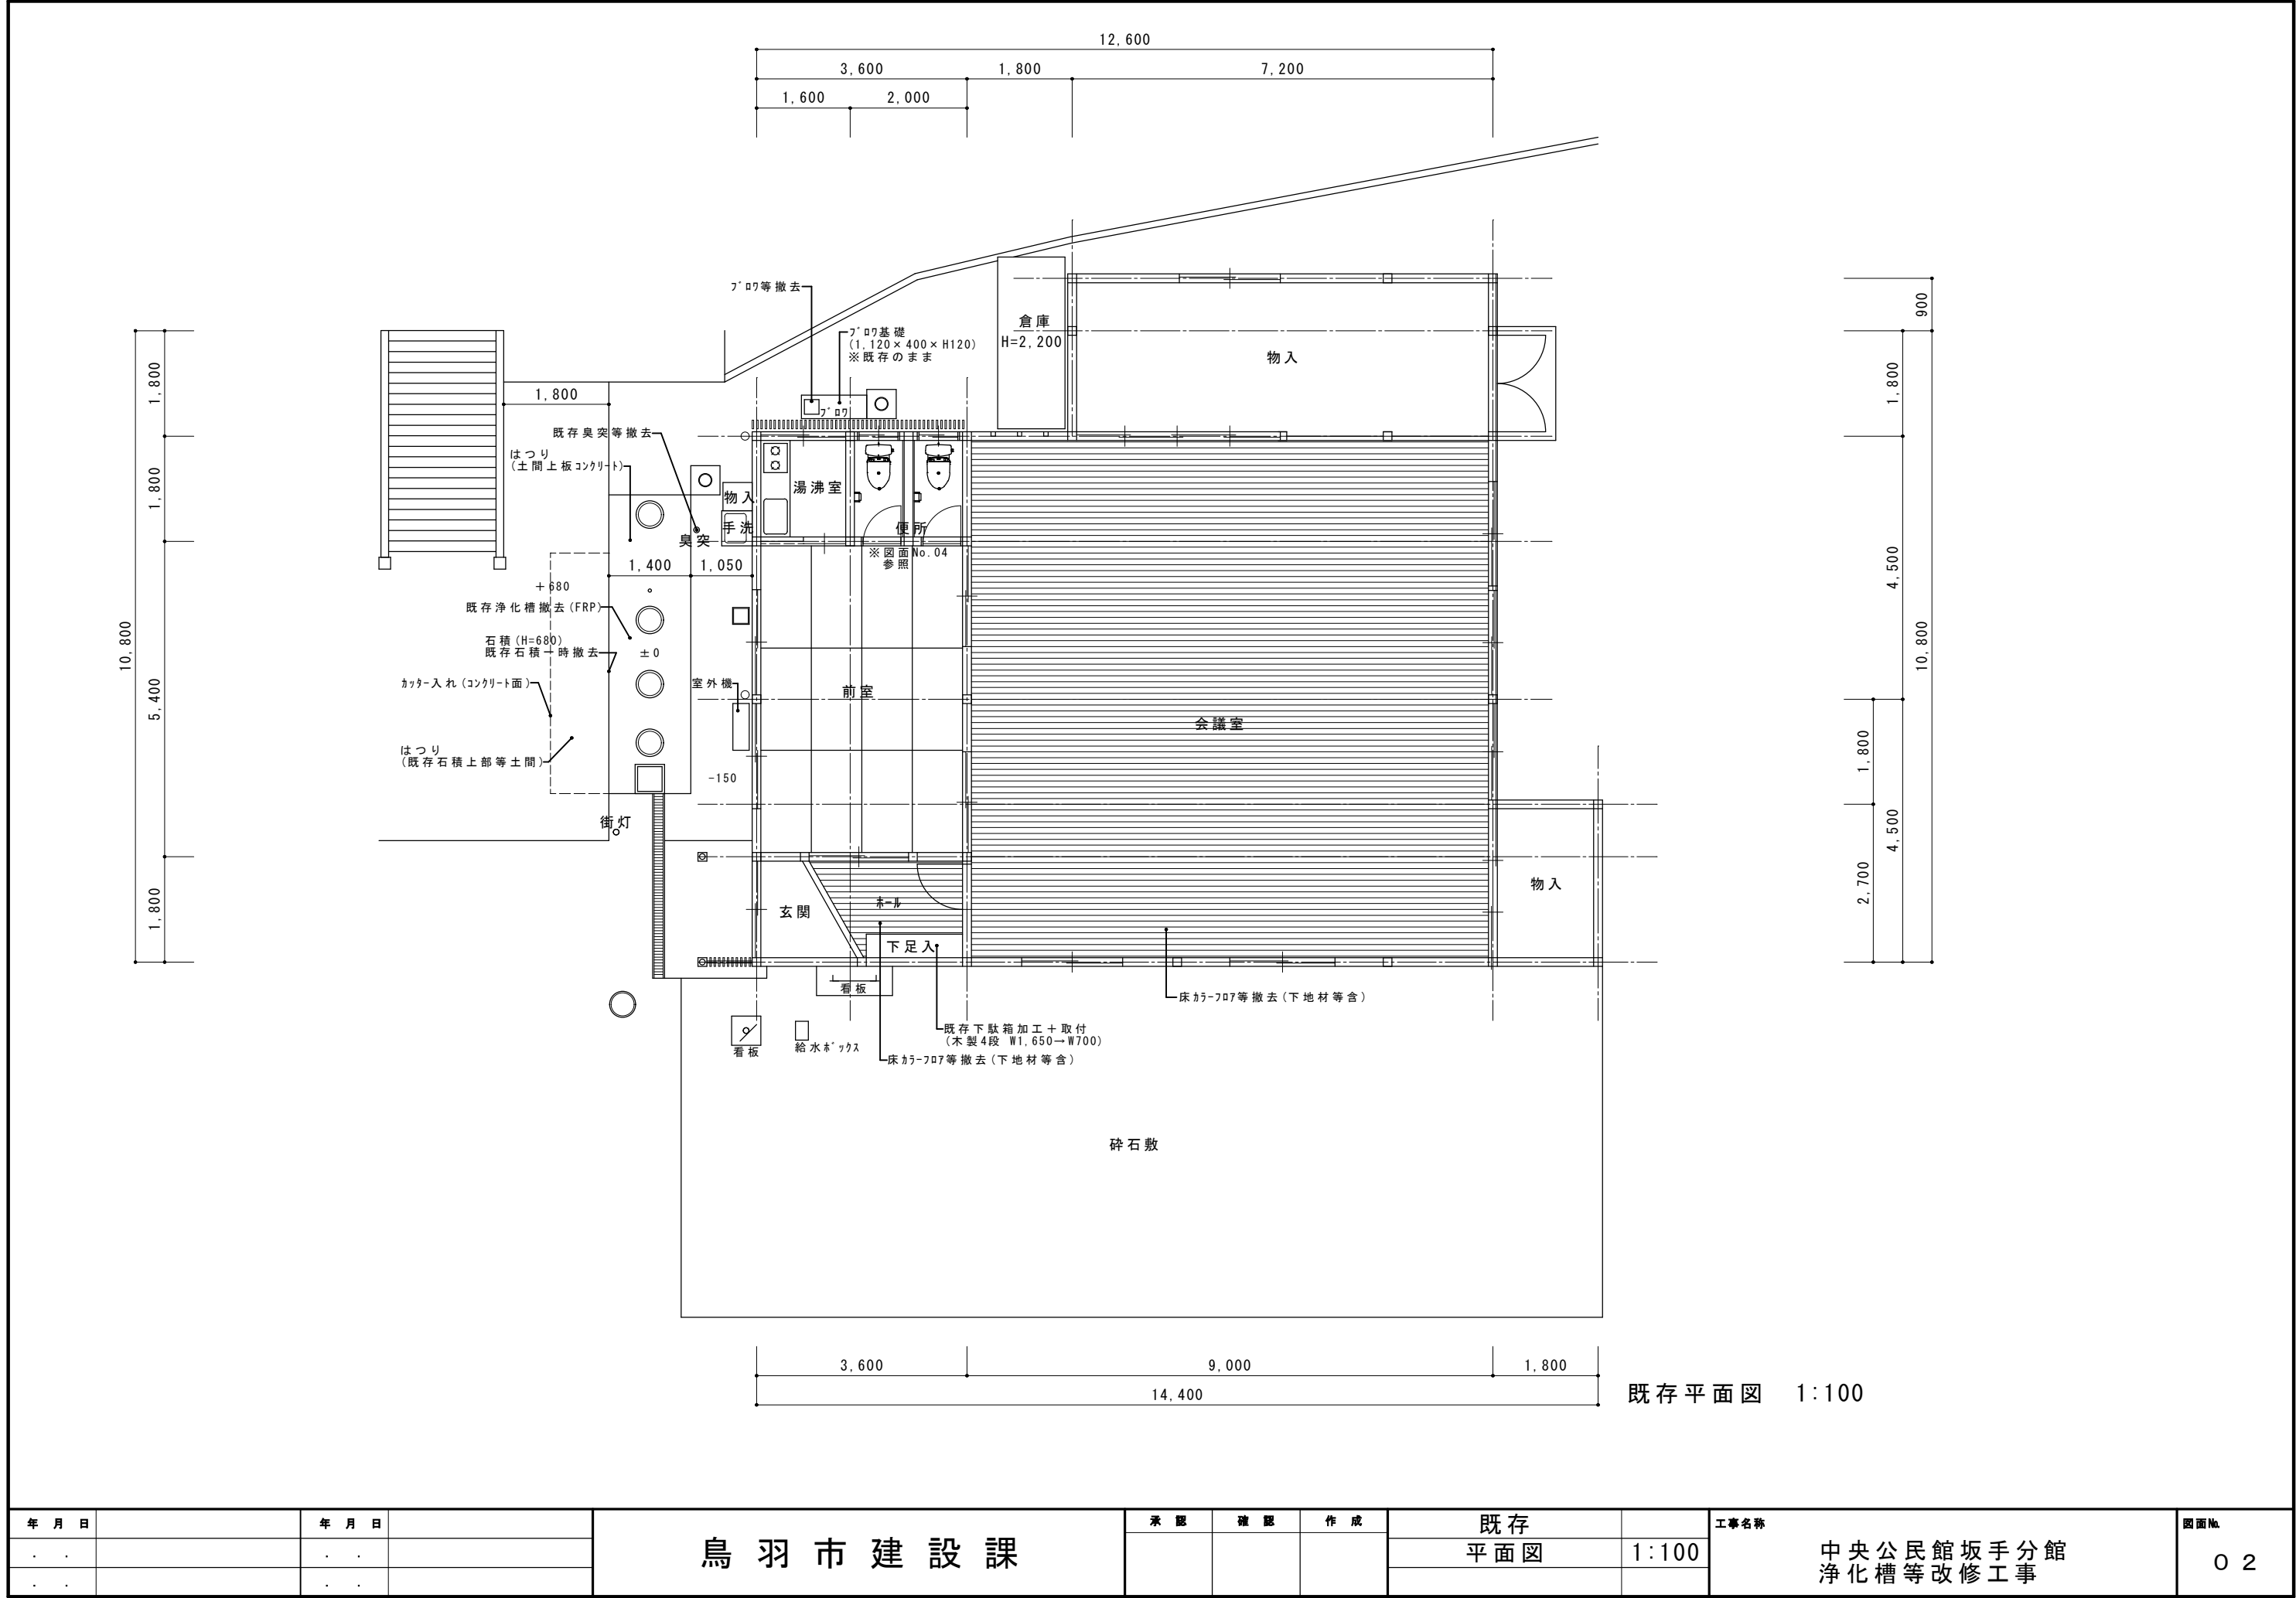 12,600
3,600
1,800
7,200
1,600
2,000
ﾌﾞﾛﾜ等撤去
ﾌﾞﾛﾜ基礎
(1,120×400×H120)
※既存のまま
倉庫
H=2,200
物入
900
1,800
1,800
1,800
ﾌﾞﾛﾜ
既存臭突等撤去
はつり
(土間上板ｺﾝｸﾘｰﾄ)
湯沸室
物入
手洗
便所
臭突
※図面No.04
参照
1,800
4,500
1,400
1,050
+680
既存浄化槽撤去(FRP)
石積(H=680)
既存石積一時撤去
±0
10,800
10,800
5,400
ｶｯﾀｰ入れ(ｺﾝｸﾘｰﾄ面)
室外機
前室
会議室
はつり
(既存石積上部等土間)
-150
1,800
街灯
4,500
物入
2,700
1,800
玄関
ﾎｰﾙ
下足入
看板
床ｶﾗｰﾌﾛｱ等撤去(下地材等含)
既存下駄箱加工+取付
(木製4段 W1,650→W700)
看板
給水ﾎﾞｯｸｽ
床ｶﾗｰﾌﾛｱ等撤去(下地材等含)
砕石敷
3,600
9,000
1,800
14,400
既存平面図 1:100
年 月 日
年 月 日
. .
. .
. .
. .
鳥羽市建設課
承認
確認
作成
既存
平面図
1:100
工事名称
中央公民館坂手分館
浄化槽等改修工事
図面№
02